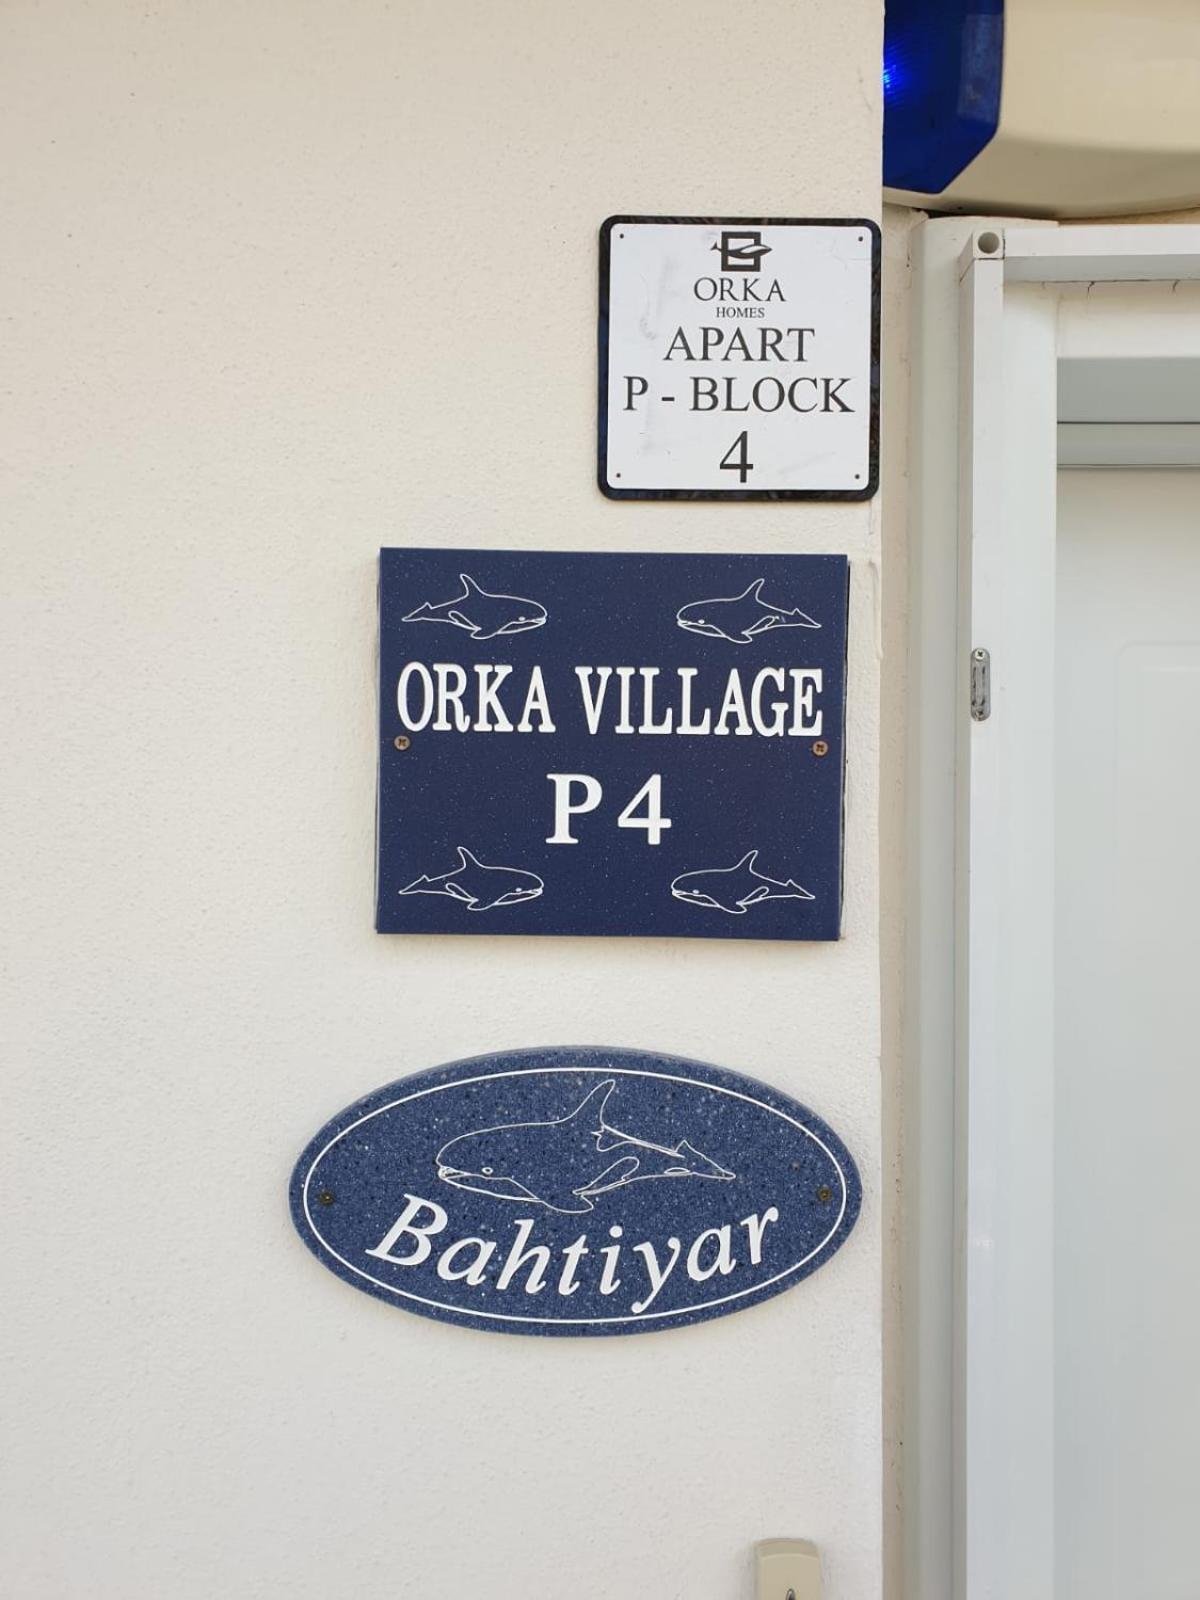 ORKA
HOMES
APART
P - BLOCK
4
ORKA VILLAGE
P4
Bahtiyar